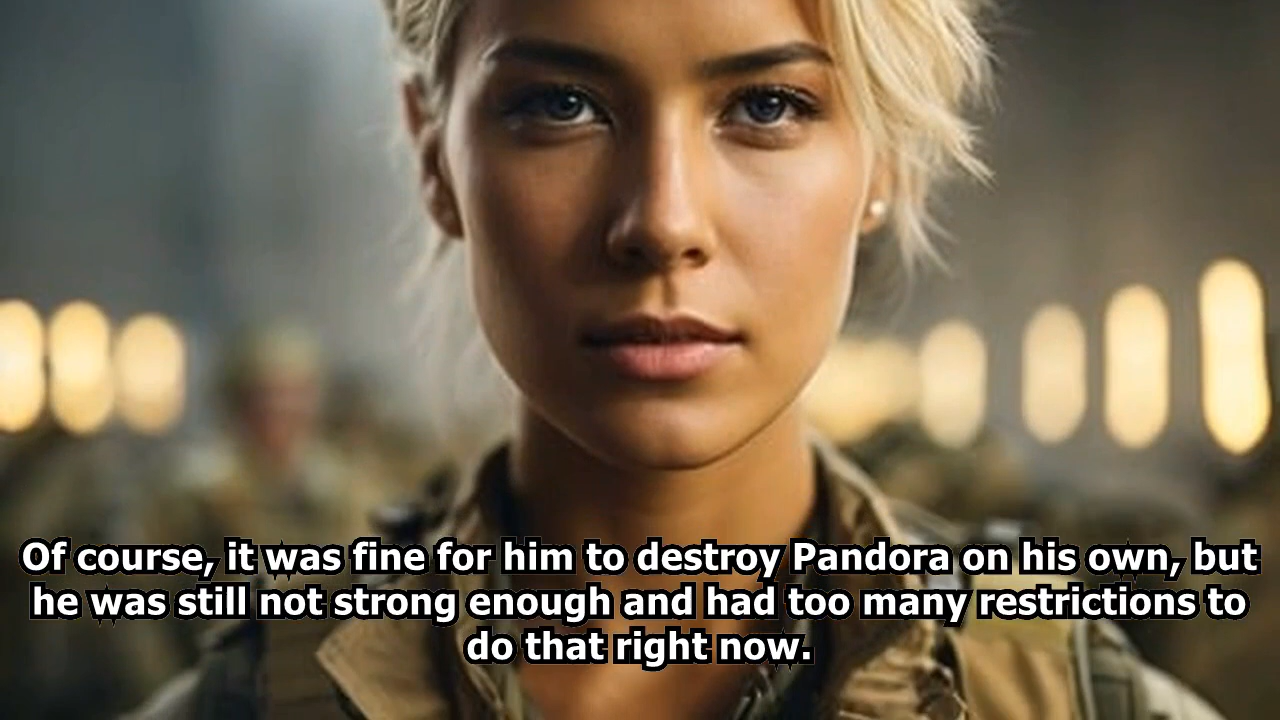 Of course, it was fine for him to destroy Pandora on his own, but
he was still not strong enough and had too many restrictions to
do that right now.